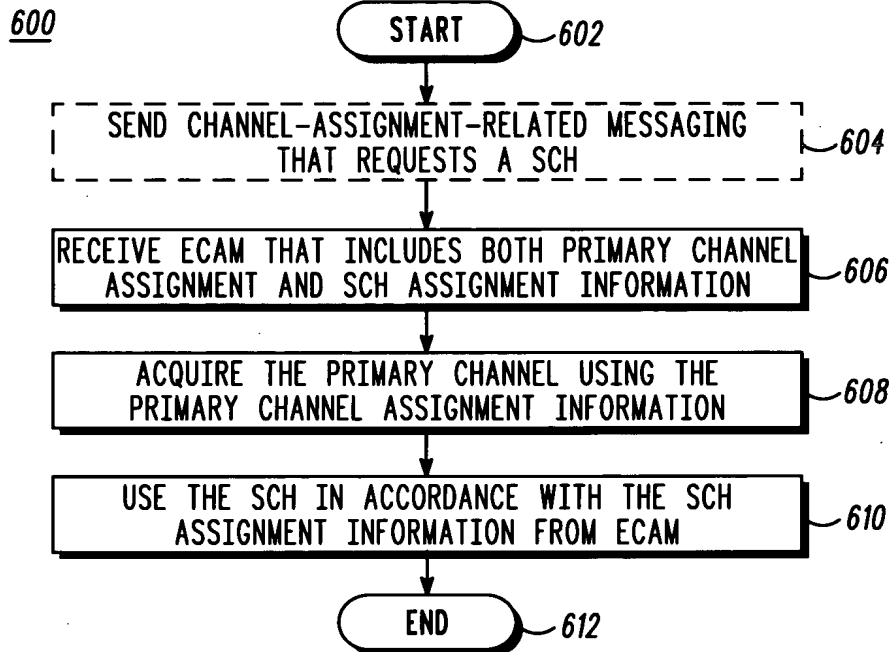 600
START
602
SEND CHANNEL-ASSIGNMENT-RELATED MESSAGING
THAT REQUESTS A SCH
604
RECEIVE ECAM THAT INCLUDES BOTH PRIMARY CHANNEL
ASSIGNMENT AND SCH ASSIGNMENT INFORMATION
606
ACQUIRE THE PRIMARY CHANNEL USING THE
PRIMARY CHANNEL ASSIGNMENT INFORMATION
608
USE THE SCH IN ACCORDANCE WITH THE SCH
ASSIGNMENT INFORMATION FROM ECAM
610
END
612